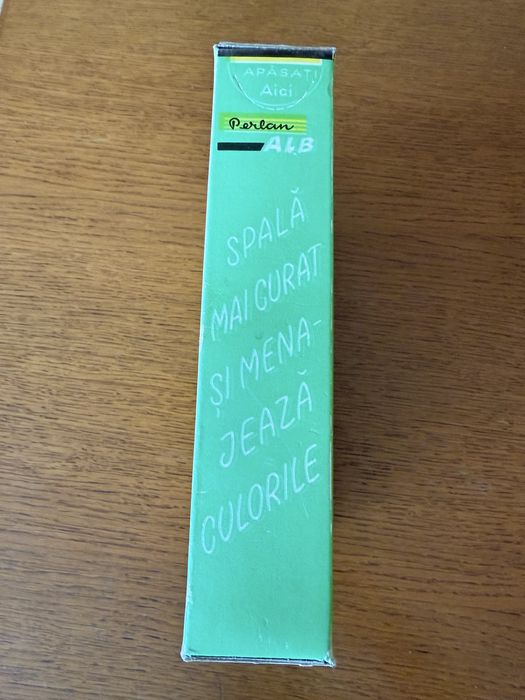 APĂSAȚI
Aici
Perlan
ALB
SPALĂ
MAI CURAT
ȘI MENA-
JEAZĂ
CULORILE